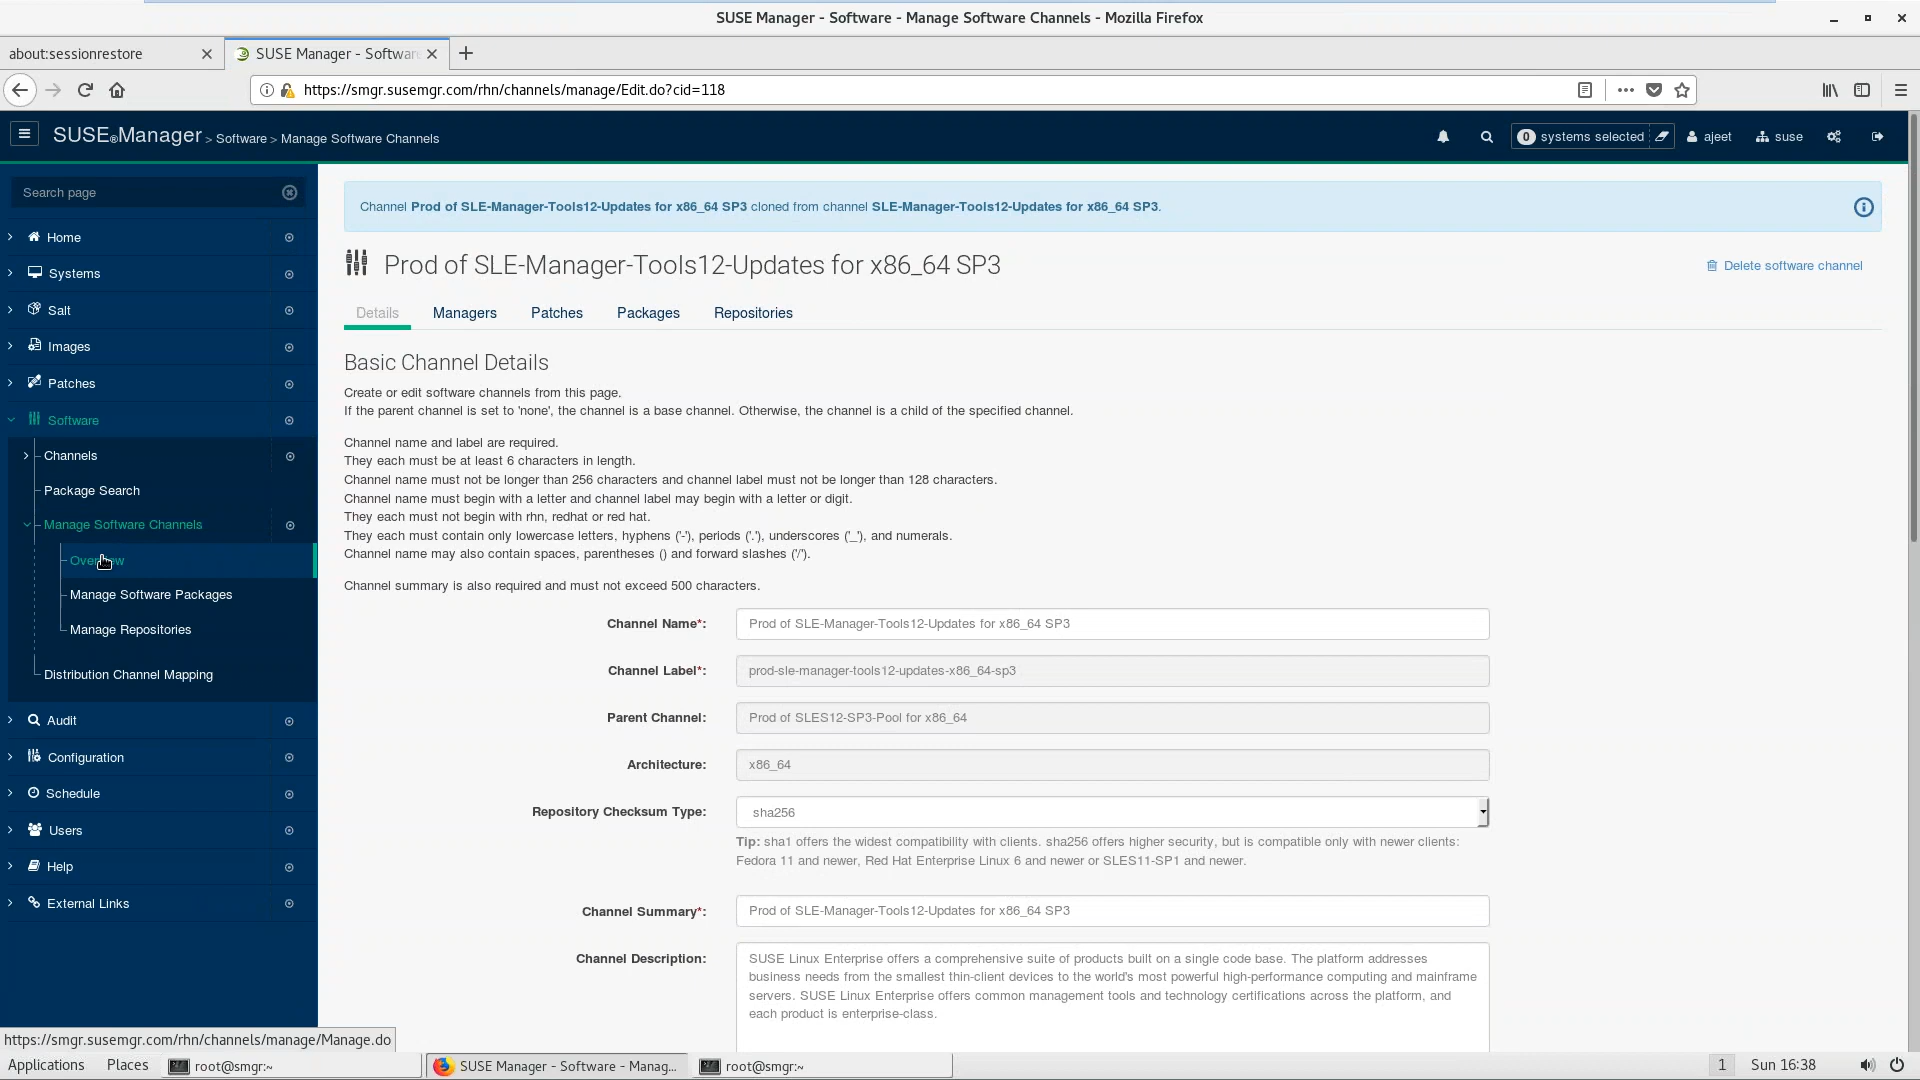 SUSE Manager - Software - Manage Software Channels - Mozilla Firefox
about:sessionrestore
SUSE Manager - Software
https://smgr.susemgr.com/rhn/channels/manage/Edit.do?cid=118
SUSE Manager > Software > Manage Software Channels
0 systems selected
ajeet
suse
Search page
Home
Systems
Salt
Images
Patches
Software
Channels
Package Search
Manage Software Channels
Overview
Manage Software Packages
Manage Repositories
Distribution Channel Mapping
Audit
Configuration
Schedule
Users
Help
External Links
Channel Prod of SLE-Manager-Tools12-Updates for x86_64 SP3 cloned from channel SLE-Manager-Tools12-Updates for x86_64 SP3.
Prod of SLE-Manager-Tools12-Updates for x86_64 SP3
Delete software channel
Details Managers Patches Packages Repositories
Basic Channel Details
Create or edit software channels from this page.
If the parent channel is set to 'none', the channel is a base channel. Otherwise, the channel is a child of the specified channel.
Channel name and label are required.
They each must be at least 6 characters in length.
Channel name must not be longer than 256 characters and channel label must not be longer than 128 characters.
Channel name must begin with a letter and channel label may begin with a letter or digit.
They each must not begin with rhn, redhat or red hat.
They each must contain only lowercase letters, hyphens ('-'), periods ('.'), underscores ('_'), and numerals.
Channel name may also contain spaces, parentheses () and forward slashes ('/').
Channel summary is also required and must not exceed 500 characters.
Channel Name*: Prod of SLE-Manager-Tools12-Updates for x86_64 SP3
Channel Label*: prod-sle-manager-tools12-updates-x86_64-sp3
Parent Channel: Prod of SLES12-SP3-Pool for x86_64
Architecture: x86_64
Repository Checksum Type: sha256
Tip: sha1 offers the widest compatibility with clients. sha256 offers higher security, but is compatible only with newer clients:
Fedora 11 and newer, Red Hat Enterprise Linux 6 and newer or SLES11-SP1 and newer.
Channel Summary*: Prod of SLE-Manager-Tools12-Updates for x86_64 SP3
Channel Description: SUSE Linux Enterprise offers a comprehensive suite of products built on a single code base. The platform addresses
business needs from the smallest thin-client devices to the world's most powerful high-performance computing and mainframe
servers. SUSE Linux Enterprise offers common management tools and technology certifications across the platform, and
each product is enterprise-class.
https://smgr.susemgr.com/rhn/channels/manage/Manage.do
Applications Places root@smgr:~ SUSE Manager - Software - Manag... root@smgr:~ 1 Sun 16:38